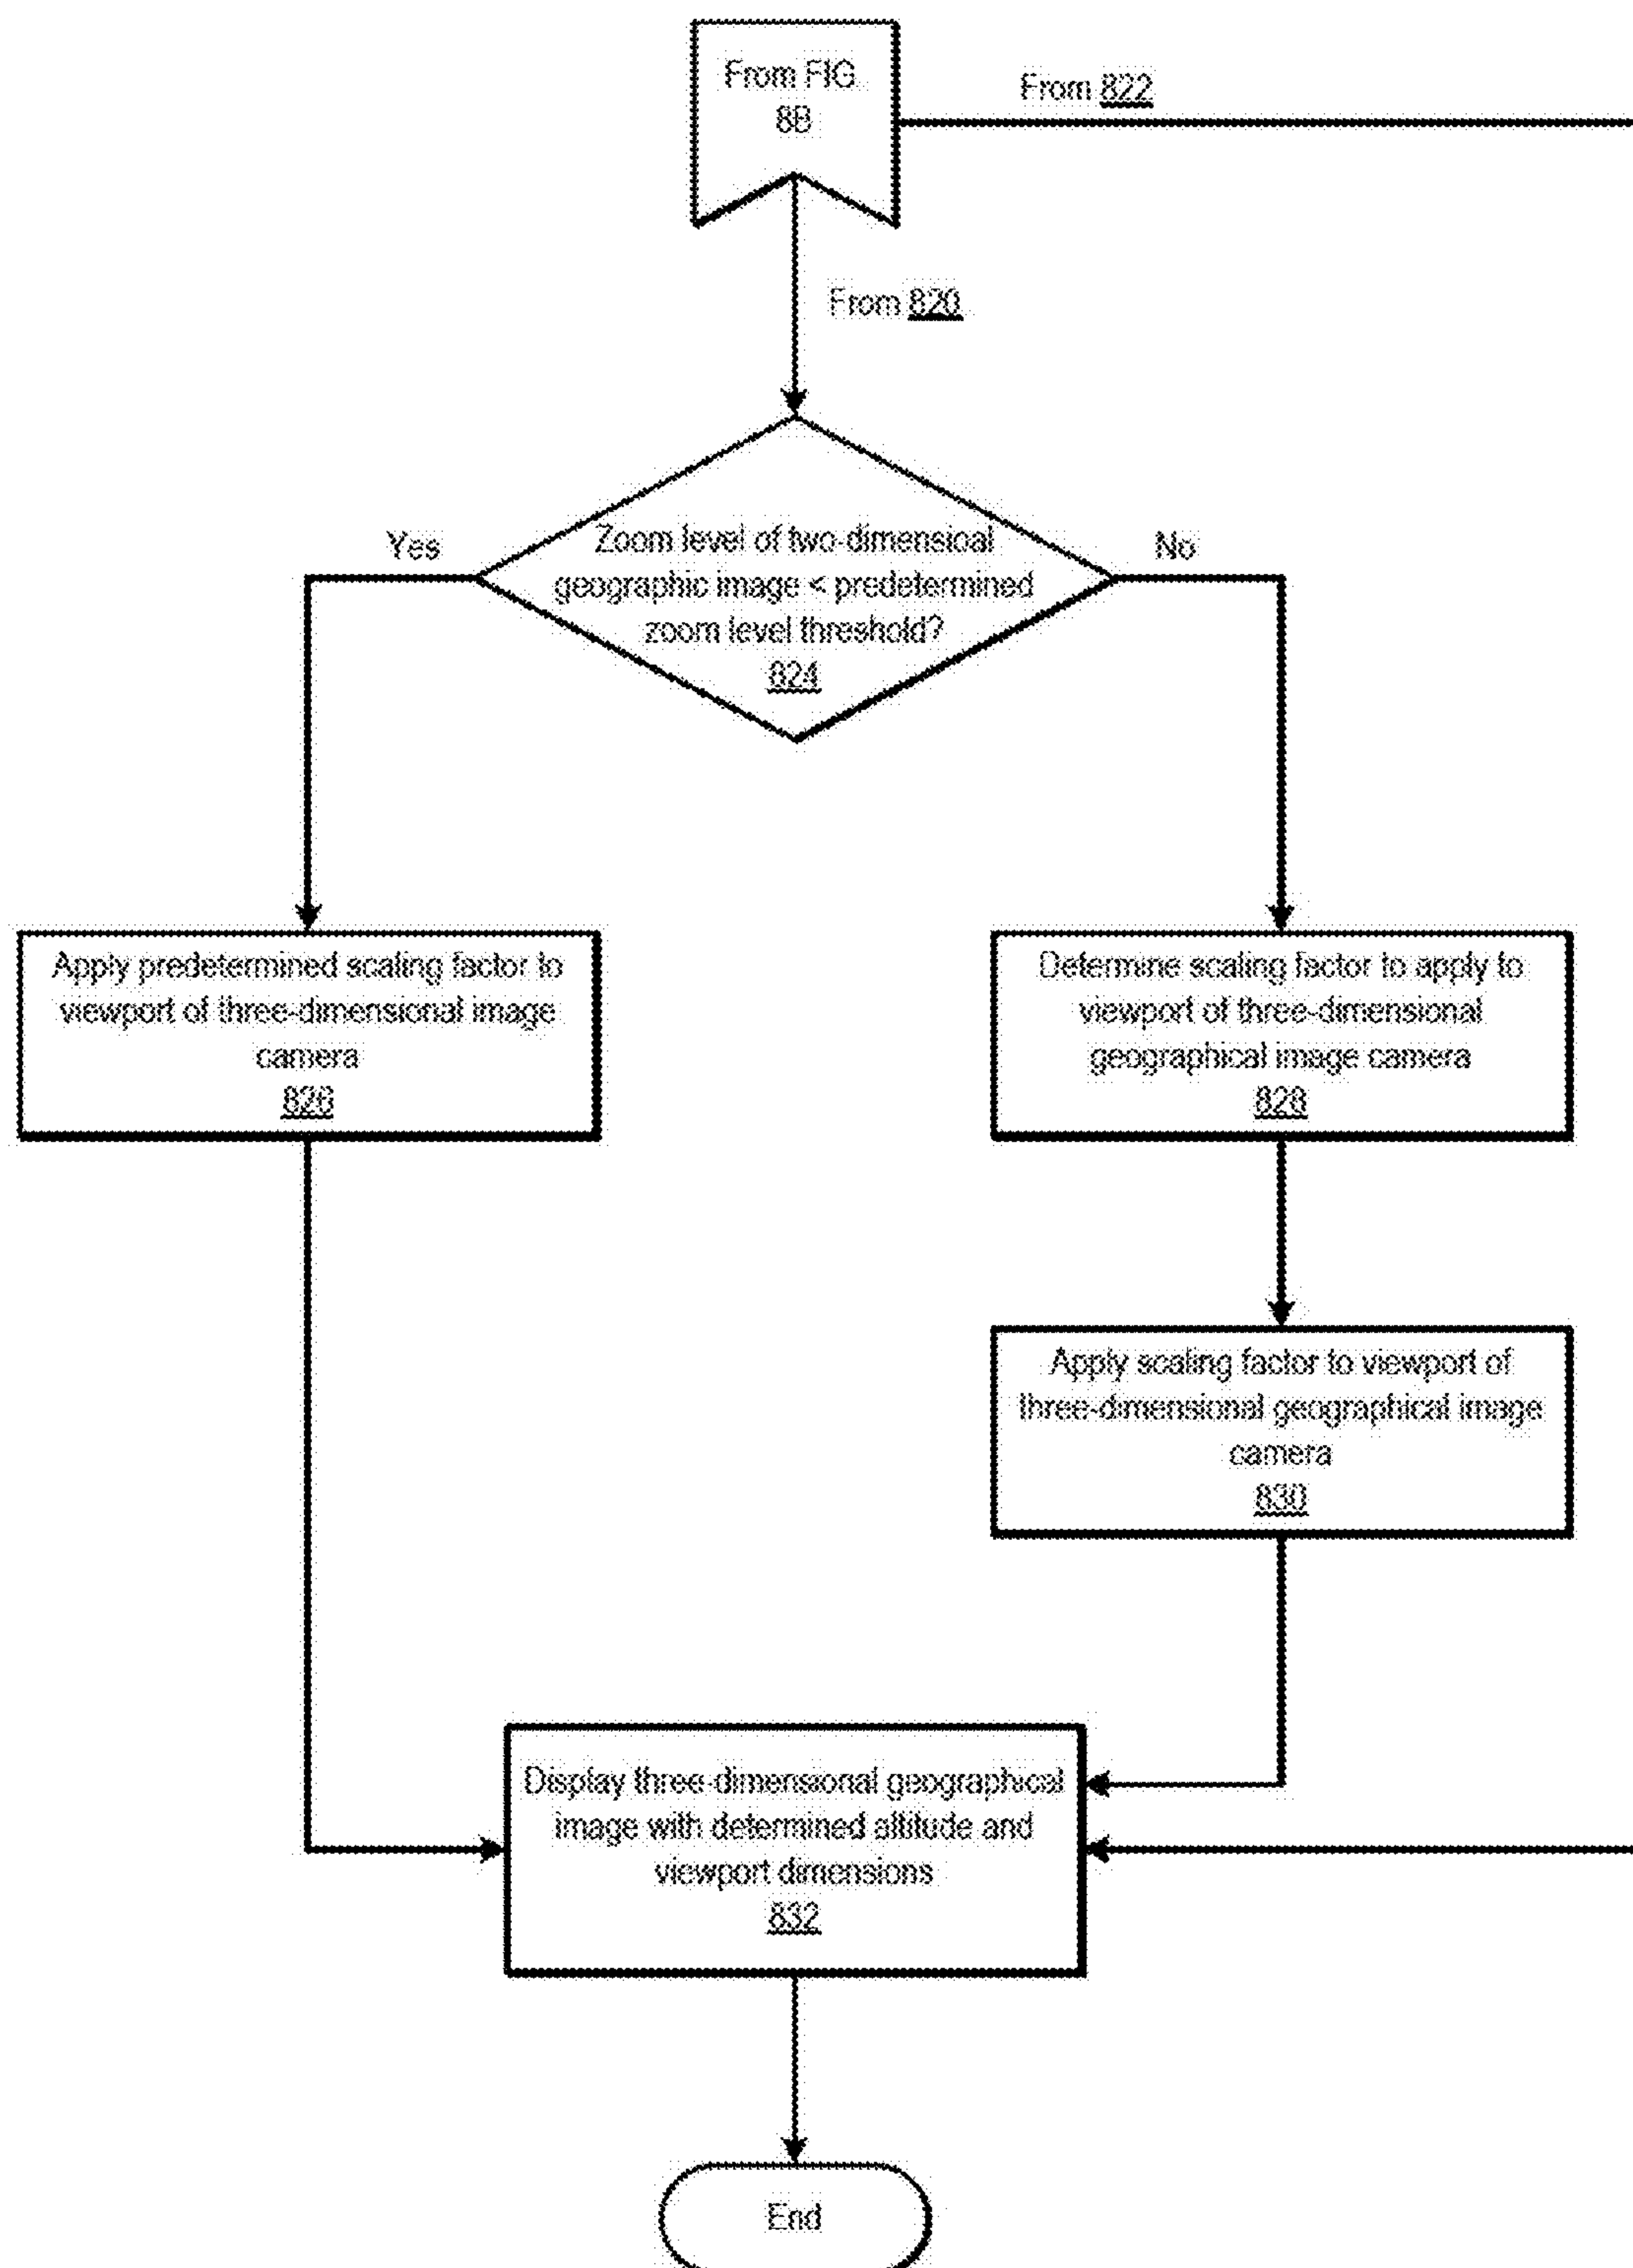 From FIG.
8B
From 822
From 820
Yes
Zoom level of two-dimensioal
geographic image < predetermined
zoom level threshold?
824
No
Apply predetermined scaling factor to
viewport of three-dimensional image
camera
826
Determine scaling factor to apply to
viewport of three-dimensional
geographical image camera
828
Apply scaling factor to viewport of
three-dimensional geographical image
camera
830
Display three-dimensional geographical
image with determined altitude and
viewport dimensions
832
End